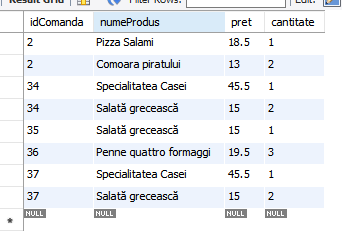 Result Grid Filter Rows: Edit:
idComanda numeProdus pret cantitate
2 Pizza Salami 18.5 1
2 Comoara piratului 13 2
34 Specialitatea Casei 45.5 1
34 Salată grecească 15 2
35 Salată grecească 15 1
36 Penne quattro formaggi 19.5 3
37 Specialitatea Casei 45.5 1
37 Salată grecească 15 2
* NULL NULL NULL NULL